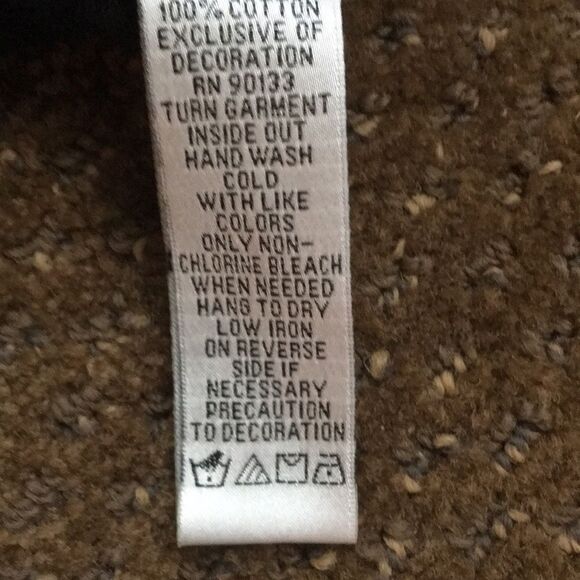 100% COTTON
EXCLUSIVE OF
DECORATION
RN 90133
TURN GARMENT
INSIDE OUT
HAND WASH
COLD
WITH LIKE
COLORS
ONLY NON-
CHLORINE BLEACH
WHEN NEEDED
HANG TO DRY
LOW IRON
ON REVERSE
SIDE IF
NECESSARY
PRECAUTION
TO DECORATION